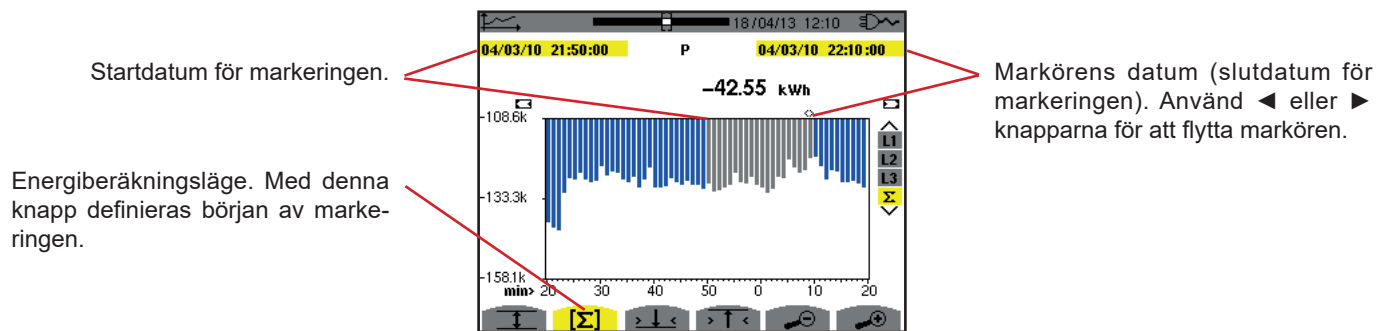 18/04/13 12:10
04/03/10 21:50:00 P 04/03/10 22:10:00
Startdatum för markeringen.
-42.55 kWh
Markörens datum (slutdatum för
markeringen). Använd ◄ eller ►
knapparna för att flytta markören.
-108.6k
L1
L2
L3
Σ
Energiberäkningsläge. Med denna
knapp definieras början av marke-
ringen.
-133.3k
-158.1k
min> 20 30 40 50 0 10 20
[Σ]